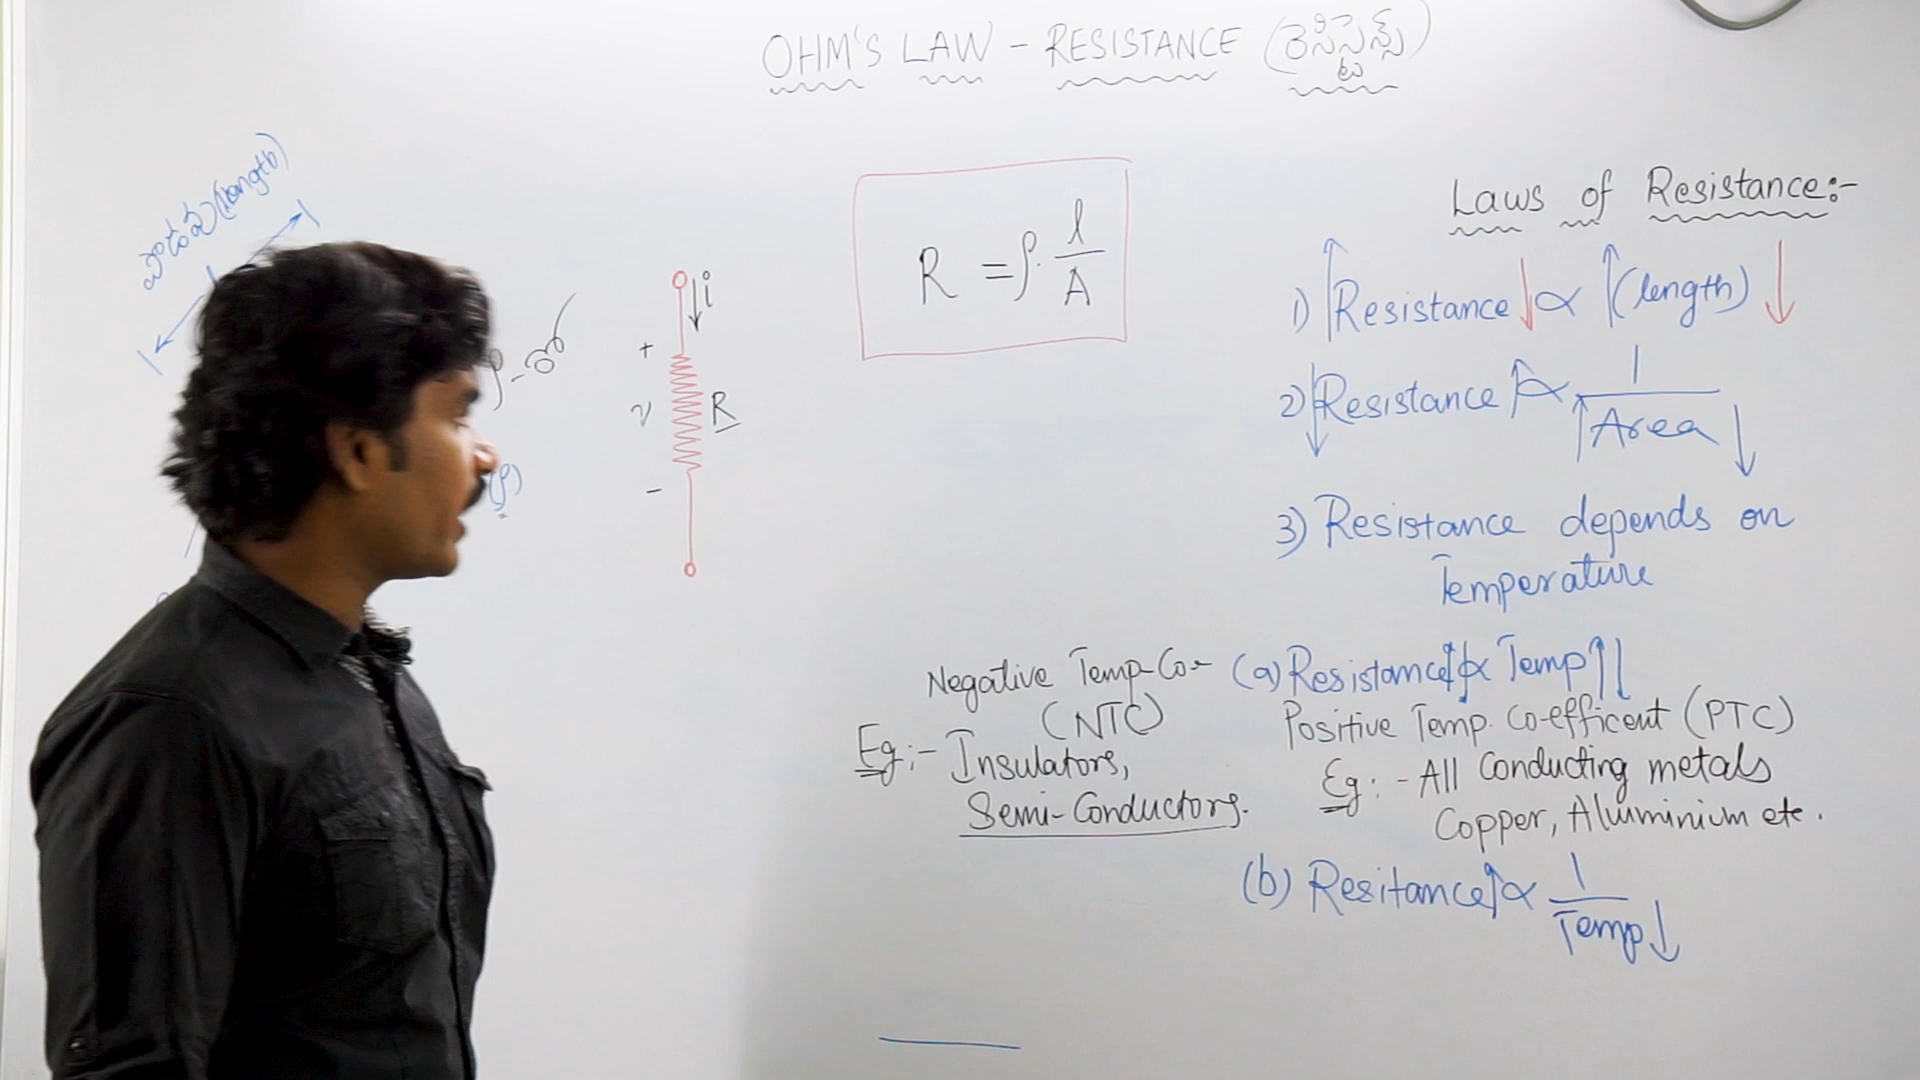 OHM'S LAW - RESISTANCE (రెసిస్టెన్స్)
(length)
ρ - రో
(ρ)
i
+
v
R
-
R = ρ. l/A
Laws of Resistance:-
1) Resistance ∝ (length)
2) Resistance ∝ 1/Area
3) Resistance depends on
Temperature
(a) Resistance ∝ Temp
Positive Temp. Co-efficent (PTC)
Eg: - All Conducting metals
Copper, Aluminium etc.
Negative Temp-Co-
(NTC)
Eg:- Insulators,
Semi-Conductors.
(b) Resitance ∝ 1/Temp